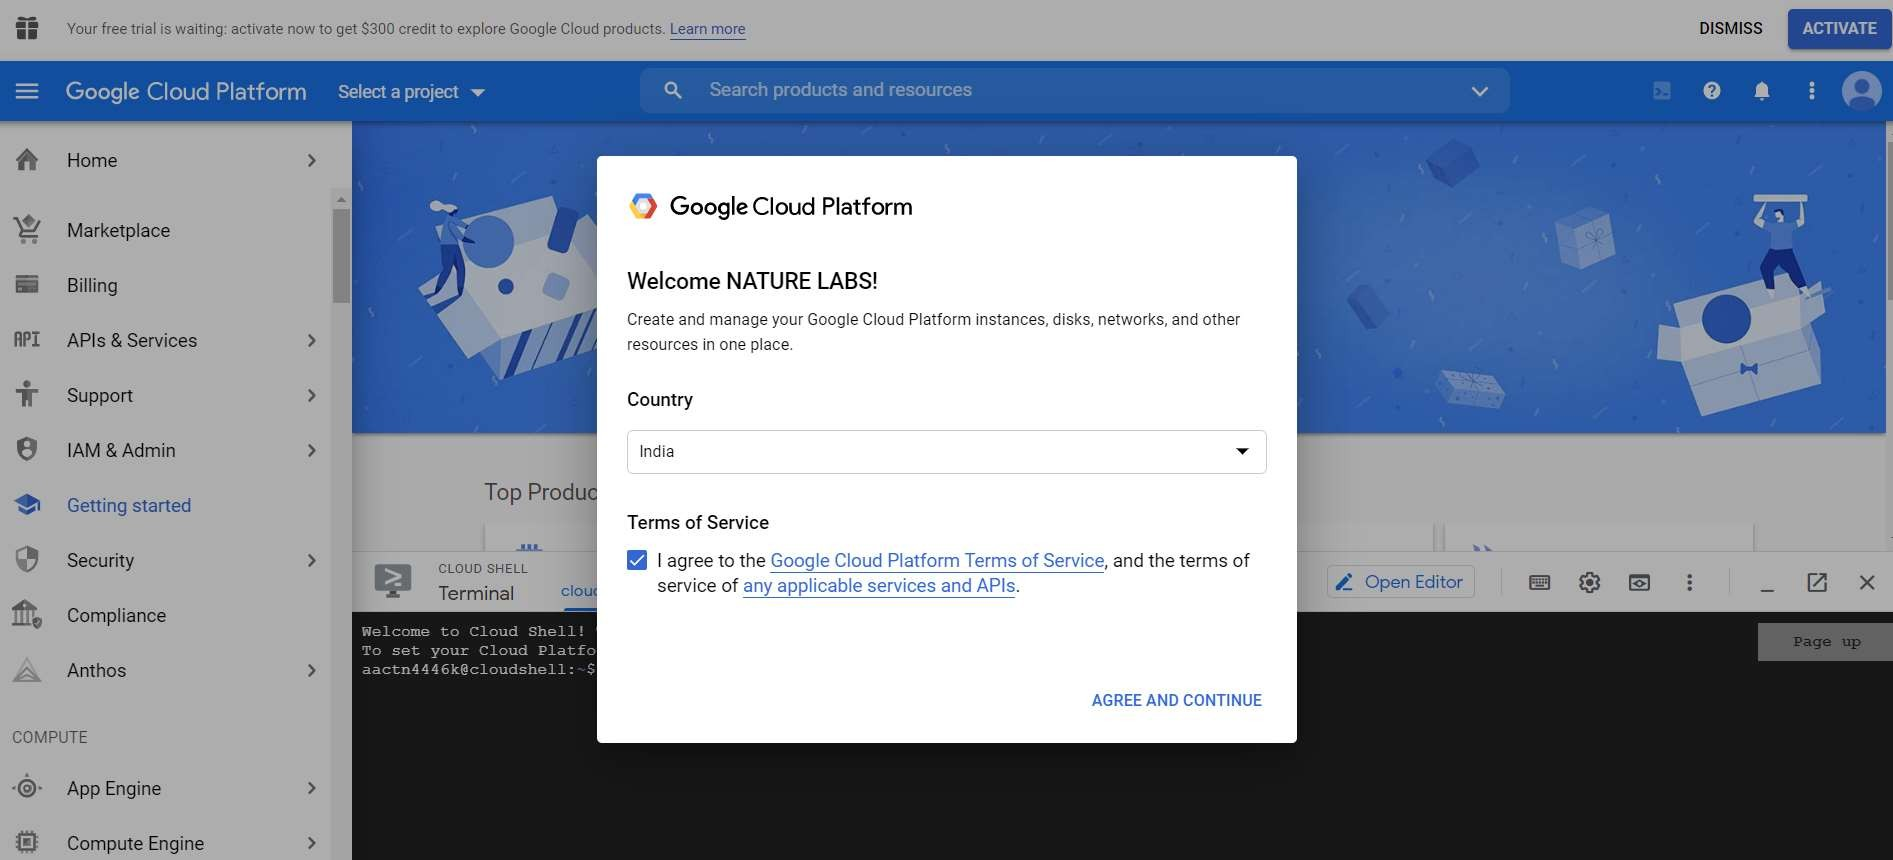 Your free trial is waiting: activate now to get $300 credit to explore Google Cloud products. Learn more
DISMISS
ACTIVATE
Google Cloud Platform
Select a project
Search products and resources
Home
Marketplace
Billing
API APIs & Services
Support
IAM & Admin
Getting started
Security
Compliance
Anthos
COMPUTE
App Engine
Compute Engine
Google Cloud Platform
Welcome NATURE LABS!
Create and manage your Google Cloud Platform instances, disks, networks, and other
resources in one place.
Country
India
Terms of Service
I agree to the Google Cloud Platform Terms of Service, and the terms of
service of any applicable services and APIs.
AGREE AND CONTINUE
Top Produc
CLOUD SHELL
Terminal
clou
Open Editor
Welcome to Cloud Shell!
To set your Cloud Platfo
aactn4446k@cloudshell:~$
Page up